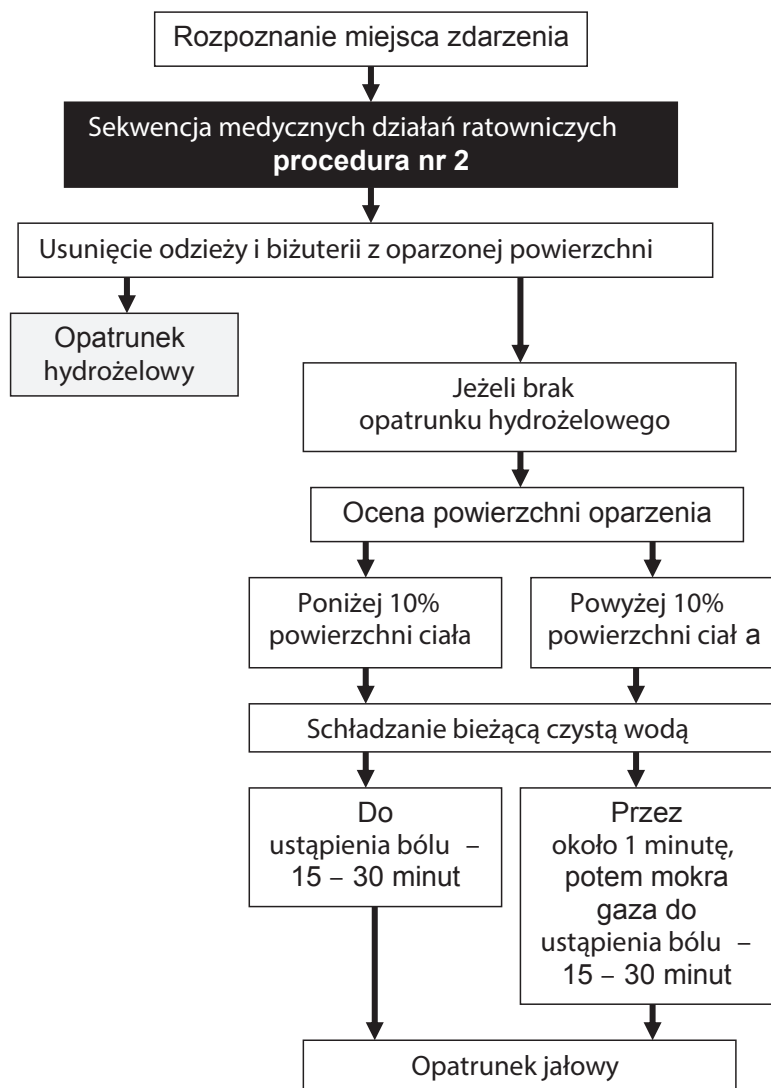 Rozpoznanie miejsca zdarzenia
Sekwencja medycznych działań ratowniczych
procedura nr 2
Usunięcie odzieży i biżuterii z oparzonej powierzchni
Opatrunek
hydrożelowy
Jeżeli brak
opatrunku hydrożelowego
Ocena powierzchni oparzenia
Poniżej 10%
powierzchni ciała
Powyżej 10%
powierzchni ciał a
Schładzanie bieżącą czystą wodą
Do
ustąpienia bólu –
15 – 30 minut
Przez
około 1 minutę,
potem mokra
gaza do
ustąpienia bólu –
15 – 30 minut
Opatrunek jałowy